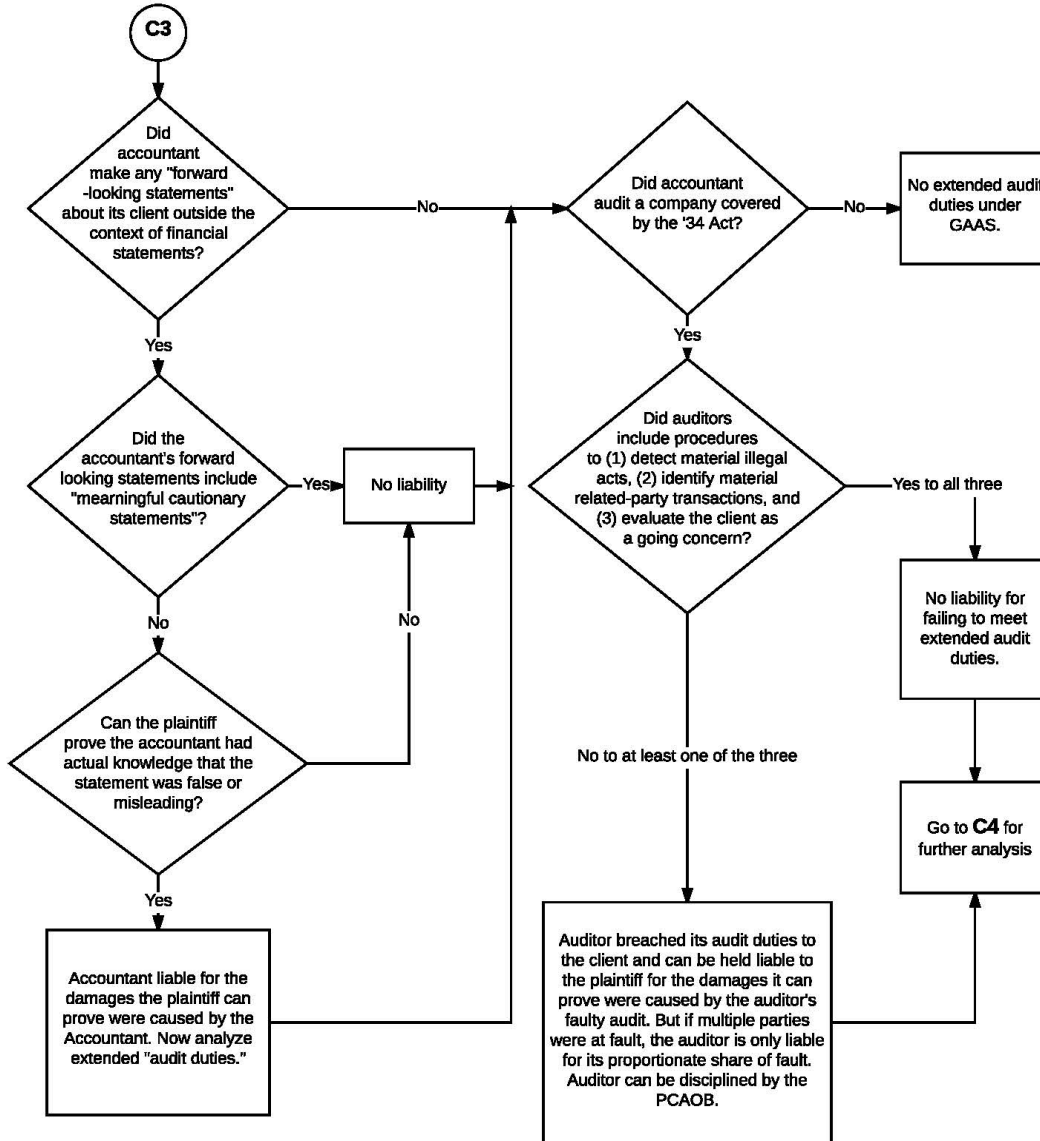 C3
Did
accountant
make any "forward
-looking statements"
about its client outside the
context of financial
statements?
No
Did accountant
audit a company covered
by the '34 Act?
No
No extended audit
duties under
GAAS.
Yes
Yes
Did the
accountant's forward
looking statements include
"mearningful cautionary
statements"?
Yes
No liability
Did auditors
include procedures
to (1) detect material illegal
acts, (2) identify material
related-party transactions, and
(3) evaluate the client as
a going concern?
Yes to all three
No
No
No liability for
failing to meet
extended audit
duties.
Can the plaintiff
prove the accountant had
actual knowledge that the
statement was false or
misleading?
No to at least one of the three
Go to C4 for
further analysis
Yes
Accountant liable for the
damages the plaintiff can
prove were caused by the
Accountant. Now analyze
extended "audit duties."
Auditor breached its audit duties to
the client and can be held liable to
the plaintiff for the damages it can
prove were caused by the auditor's
faulty audit. But if multiple parties
were at fault, the auditor is only liable
for its proportionate share of fault.
Auditor can be disciplined by the
PCAOB.